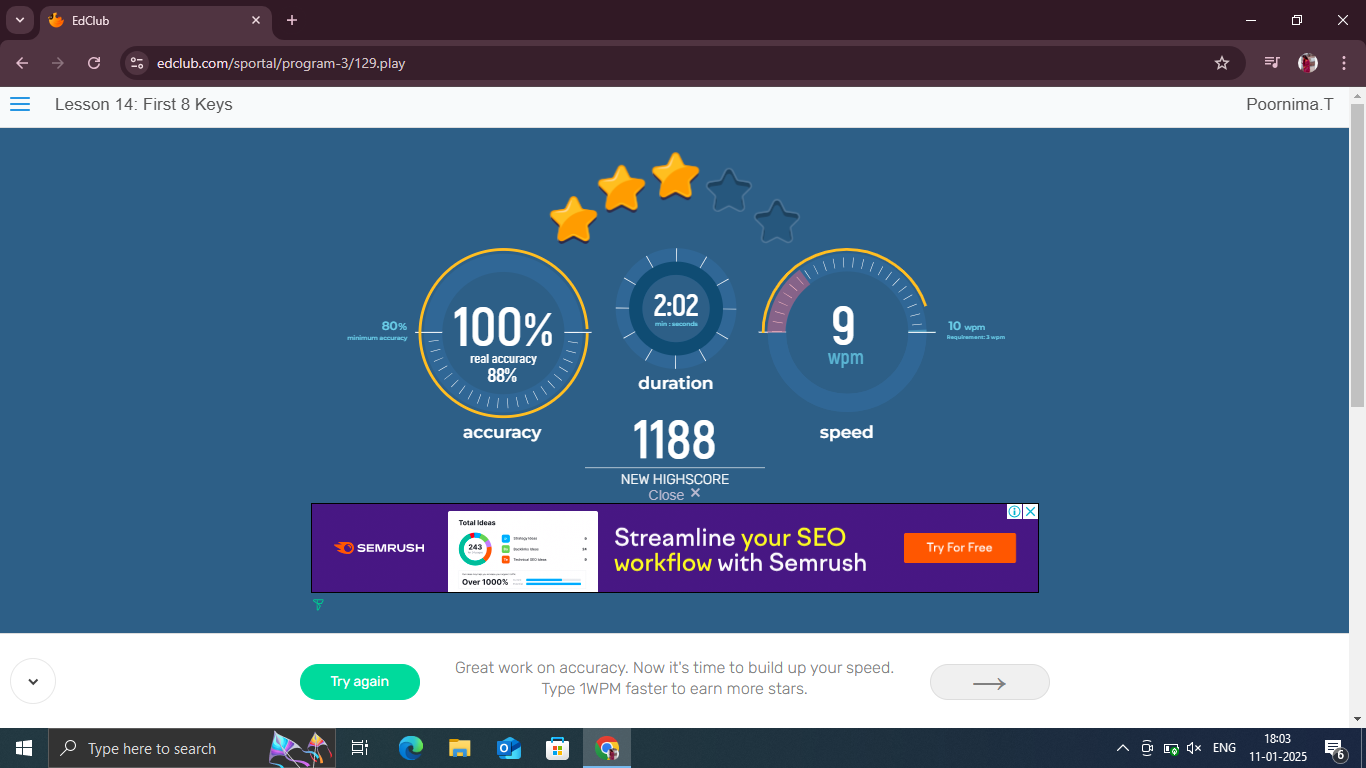 EdClub
edclub.com/sportal/program-3/129.play
Lesson 14: First 8 Keys
Poornima.T
80%
minimum accuracy
100%
real accuracy
88%
accuracy
2:02
min : seconds
duration
9
wpm
speed
10 wpm
Requirement: 3 wpm
1188
NEW HIGHSCORE
Close
SEMRUSH
Total Ideas
243
Strategy Ideas
Backlinks Ideas
Technical SEO Ideas
Over 1000%
Streamline your SEO
workflow with Semrush
Try For Free
Try again
Great work on accuracy. Now it's time to build up your speed.
Type 1WPM faster to earn more stars.
Type here to search
ENG
18:03
11-01-2025
6